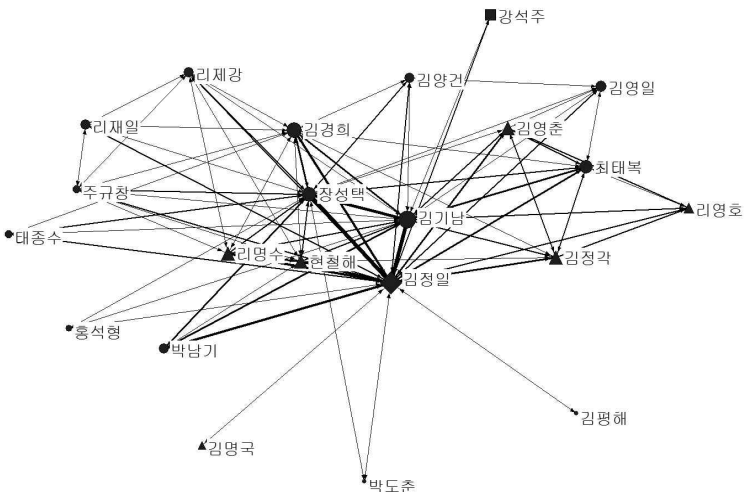 강석주
리제강
김양건
김영일
리재일
김경희
김영춘
최태복
주규창
장성택
김기남
리영호
태종수
리명수
현철해
김정각
김정일
홍석형
박남기
김평해
김명국
박도춘